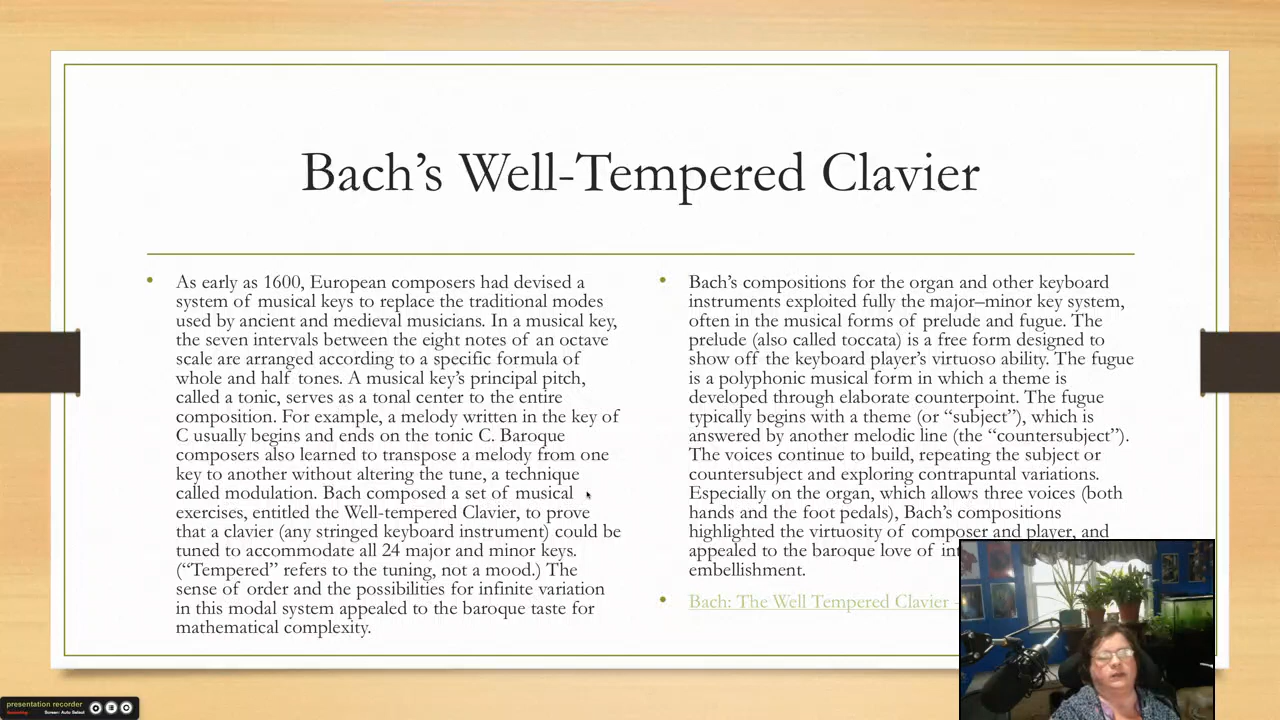 Bach’s Well-Tempered Clavier
• As early as 1600, European composers had devised a
system of musical keys to replace the traditional modes
used by ancient and medieval musicians. In a musical key,
the seven intervals between the eight notes of an octave
scale are arranged according to a specific formula of
whole and half tones. A musical key’s principal pitch,
called a tonic, serves as a tonal center to the entire
composition. For example, a melody written in the key of
C usually begins and ends on the tonic C. Baroque
composers also learned to transpose a melody from one
key to another without altering the tune, a technique
called modulation. Bach composed a set of musical
exercises, entitled the Well-tempered Clavier, to prove
that a clavier (any stringed keyboard instrument) could be
tuned to accommodate all 24 major and minor keys.
(“Tempered” refers to the tuning, not a mood.) The
sense of order and the possibilities for infinite variation
in this modal system appealed to the baroque taste for
mathematical complexity.
• Bach’s compositions for the organ and other keyboard
instruments exploited fully the major–minor key system,
often in the musical forms of prelude and fugue. The
prelude (also called toccata) is a free form designed to
show off the keyboard player’s virtuoso ability. The fugue
is a polyphonic musical form in which a theme is
developed through elaborate counterpoint. The fugue
typically begins with a theme (or “subject”), which is
answered by another melodic line (the “countersubject”).
The voices continue to build, repeating the subject or
countersubject and exploring contrapuntal variations.
Especially on the organ, which allows three voices (both
hands and the foot pedals), Bach’s compositions
highlighted the virtuosity of composer and player, and
appealed to the baroque love of
embellishment.
• Bach: The Well Tempered Clavier -
presentation recorder
Screen: Auto Select